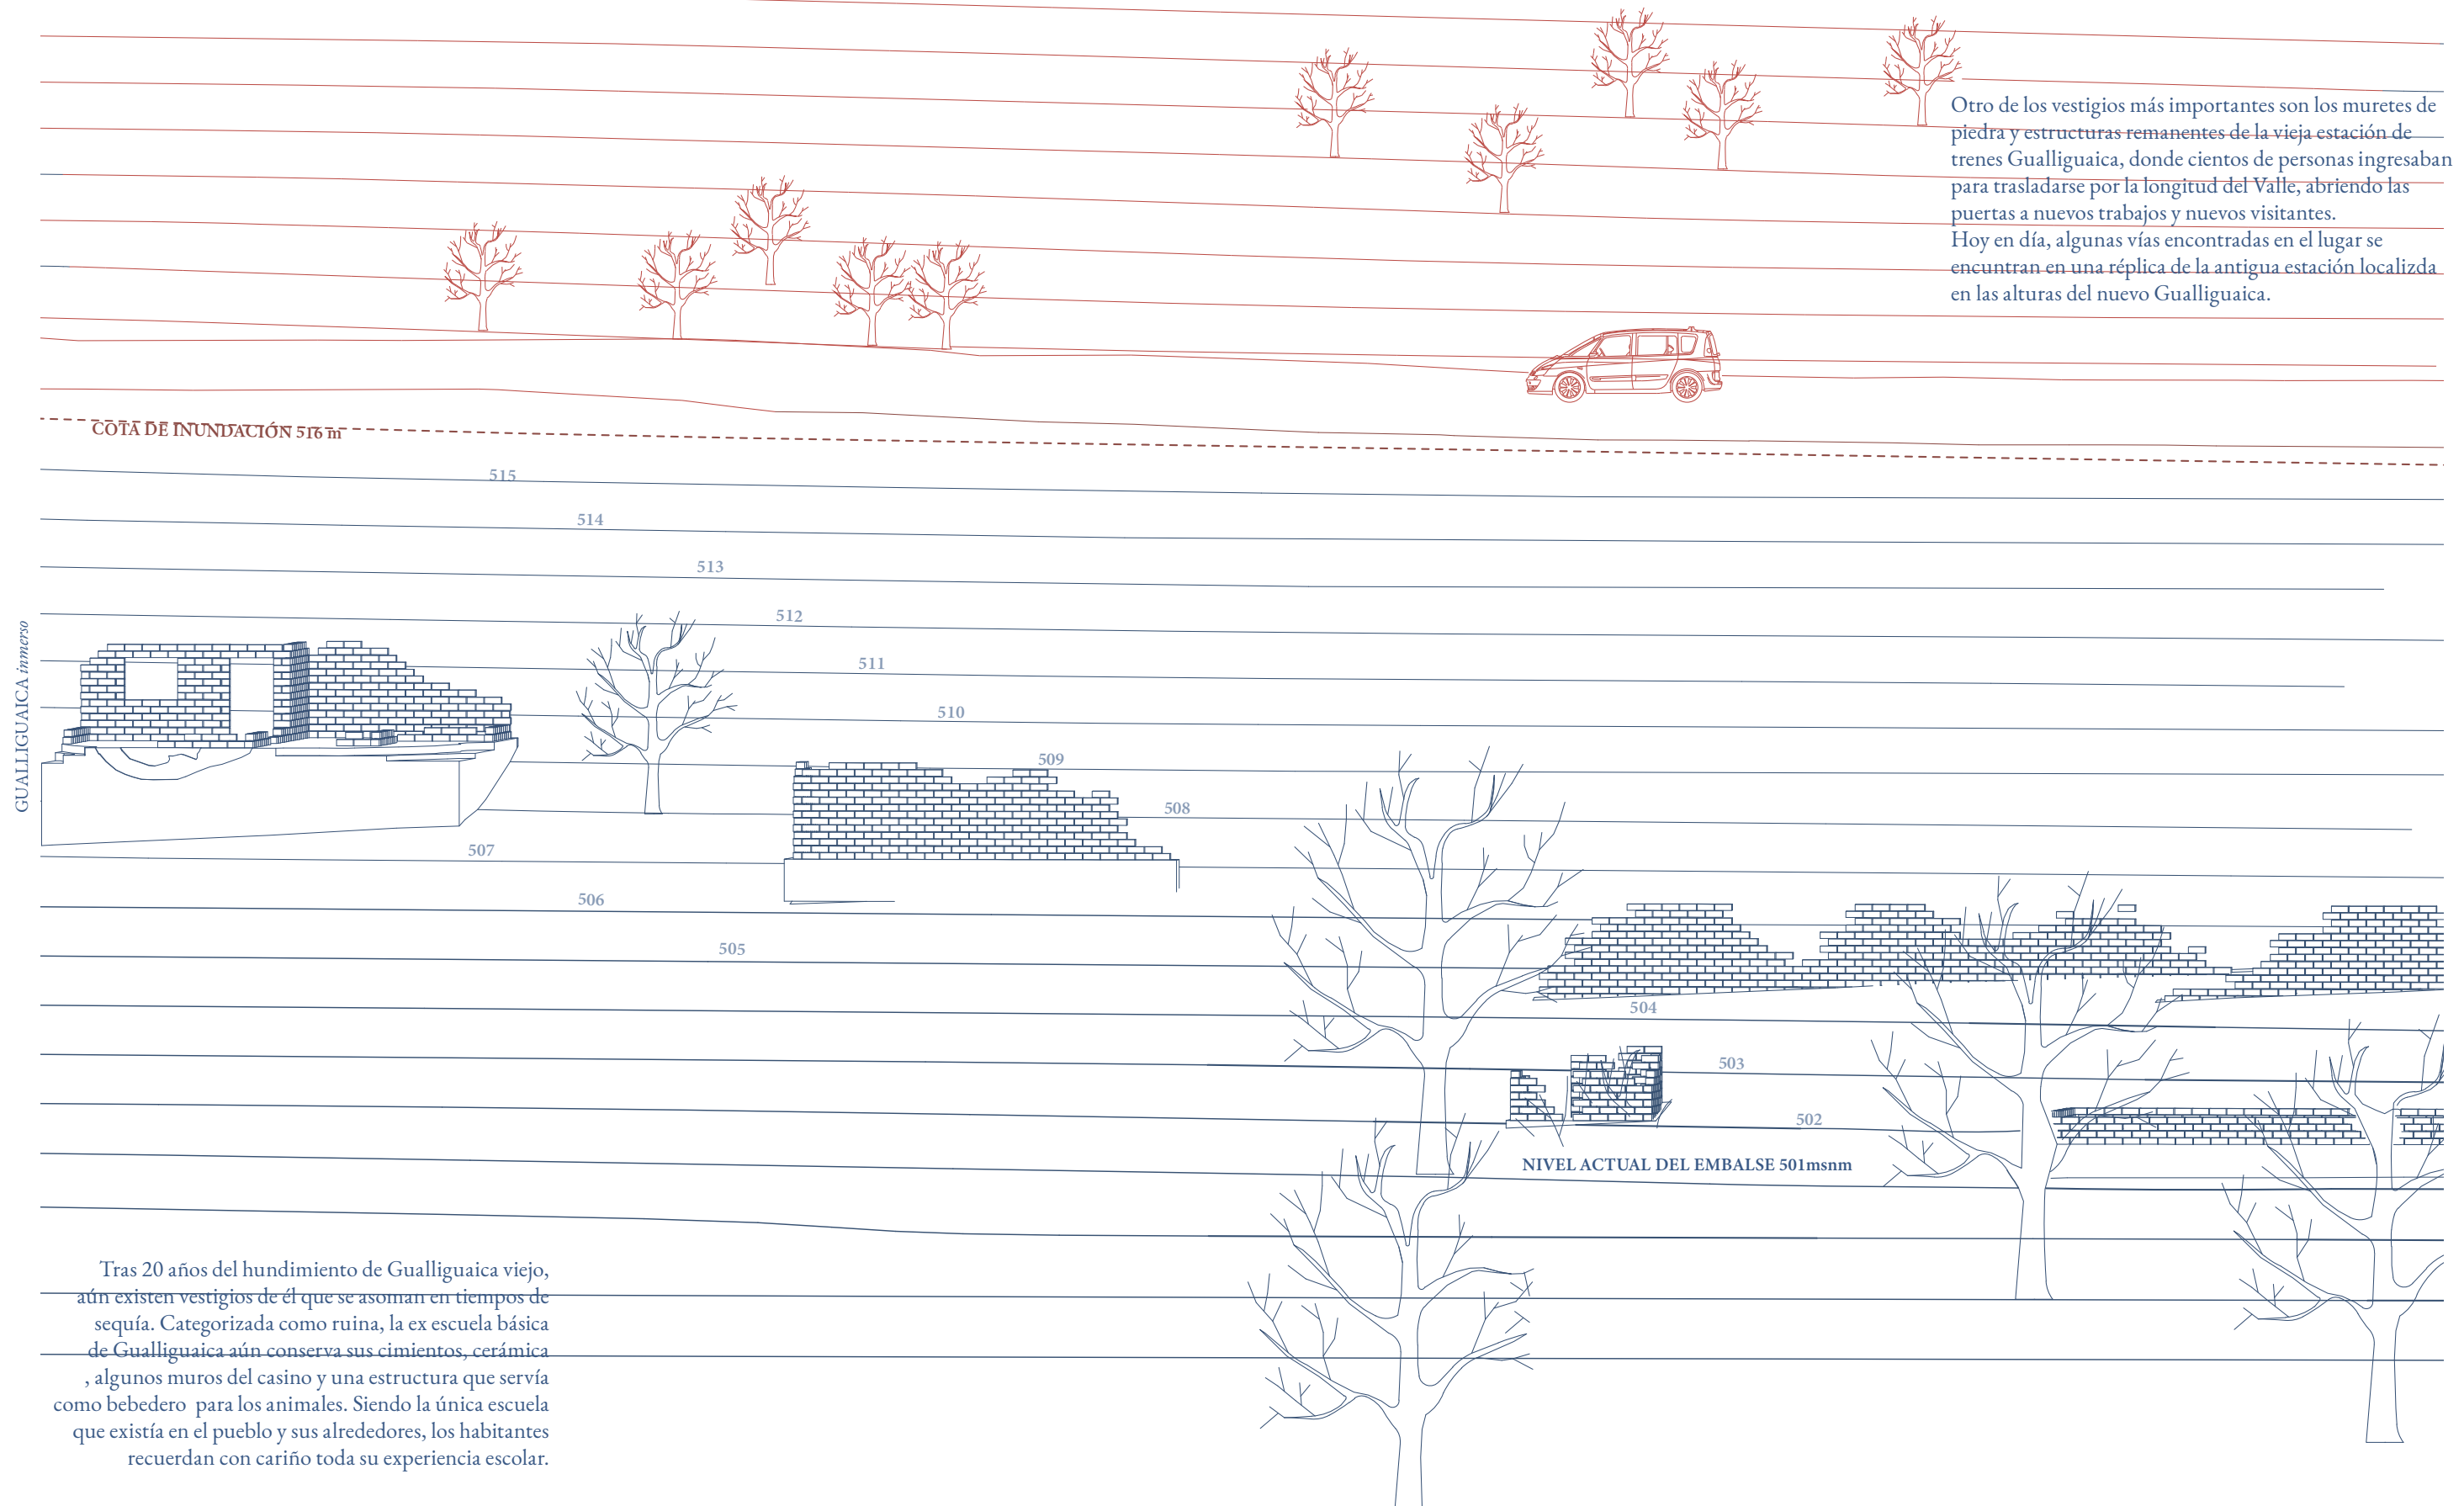 Otro de los vestigios más importantes son los muretes de
piedra y estructuras remanentes de la vieja estación de
trenes Gualliguaica, donde cientos de personas ingresaban
para trasladarse por la longitud del Valle, abriendo las
puertas a nuevos trabajos y nuevos visitantes.
Hoy en día, algunas vías encontradas en el lugar se
encuntran en una réplica de la antigua estación localizda
en las alturas del nuevo Gualliguaica.
COTA DE INUNDACIÓN 516 m
515
514
513
512
511
510
509
508
507
506
505
504
503
502
GUALLIGUAICA inmerso
NIVEL ACTUAL DEL EMBALSE 501msnm
Tras 20 años del hundimiento de Gualliguaica viejo,
aún existen vestigios de él que se asoman en tiempos de
sequía. Categorizada como ruina, la ex escuela básica
de Gualliguaica aún conserva sus cimientos, cerámica
, algunos muros del casino y una estructura que servía
como bebedero  para los animales. Siendo la única escuela
que existía en el pueblo y sus alrededores, los habitantes
recuerdan con cariño toda su experiencia escolar.